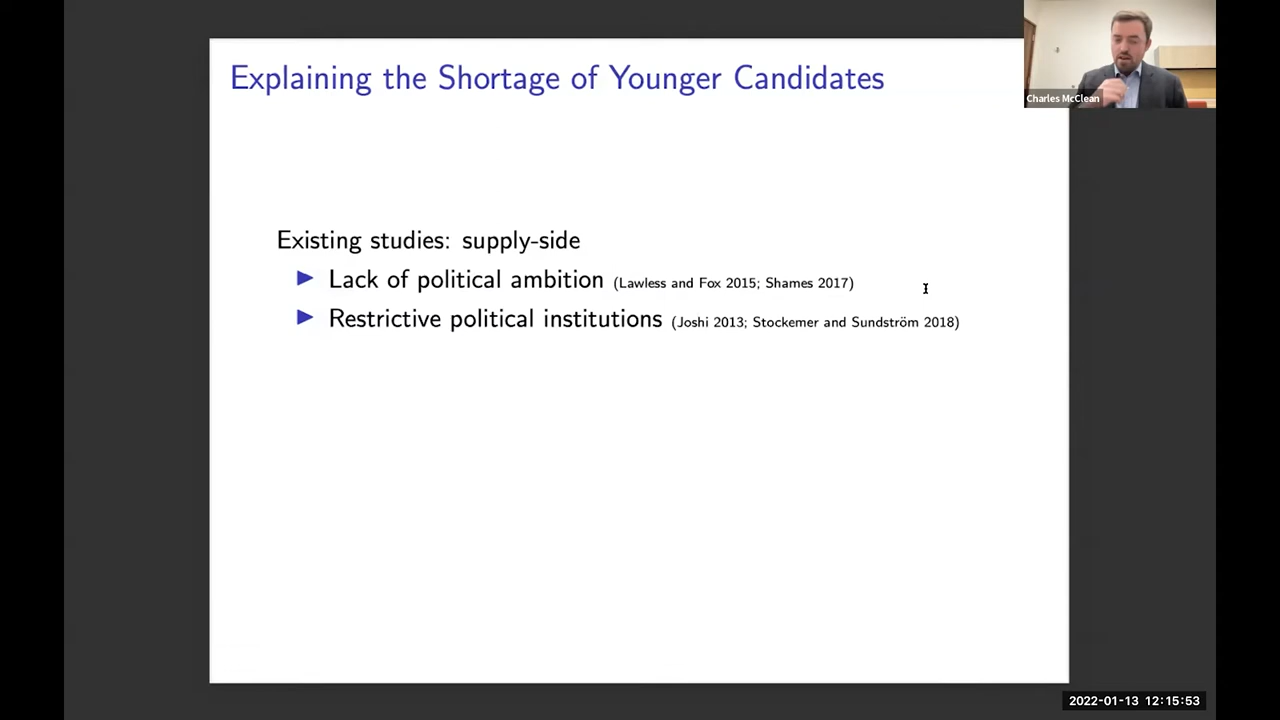 Explaining the Shortage of Younger Candidates
Charles McClean
Existing studies: supply-side
Lack of political ambition (Lawless and Fox 2015; Shames 2017)
Restrictive political institutions (Joshi 2013; Stockemer and Sundström 2018)
2022-01-13 12:15:53